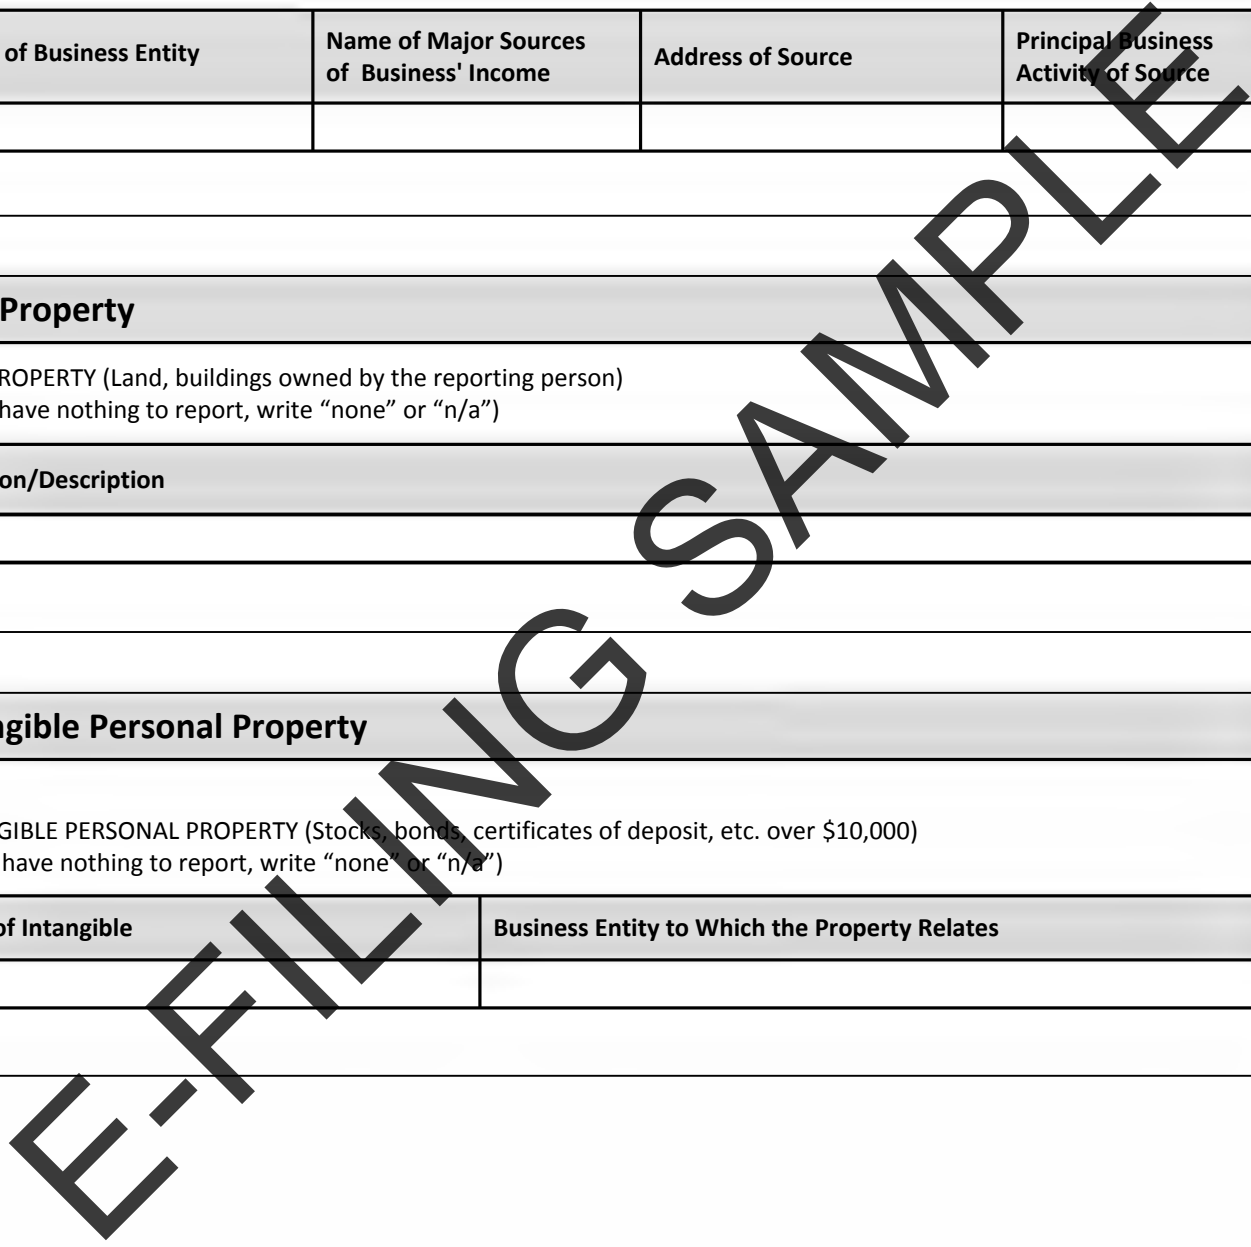 of Business Entity
Name of Major Sources
of Business' Income
Address of Source
Principal Business
Activity of Source
Property
ROPERTY (Land, buildings owned by the reporting person)
have nothing to report, write “none” or “n/a”)
on/Description
ngible Personal Property
GIBLE PERSONAL PROPERTY (Stocks, bonds, certificates of deposit, etc. over $10,000)
have nothing to report, write “none” or “n/a”)
of Intangible
Business Entity to Which the Property Relates
E-FILING SAMPLE